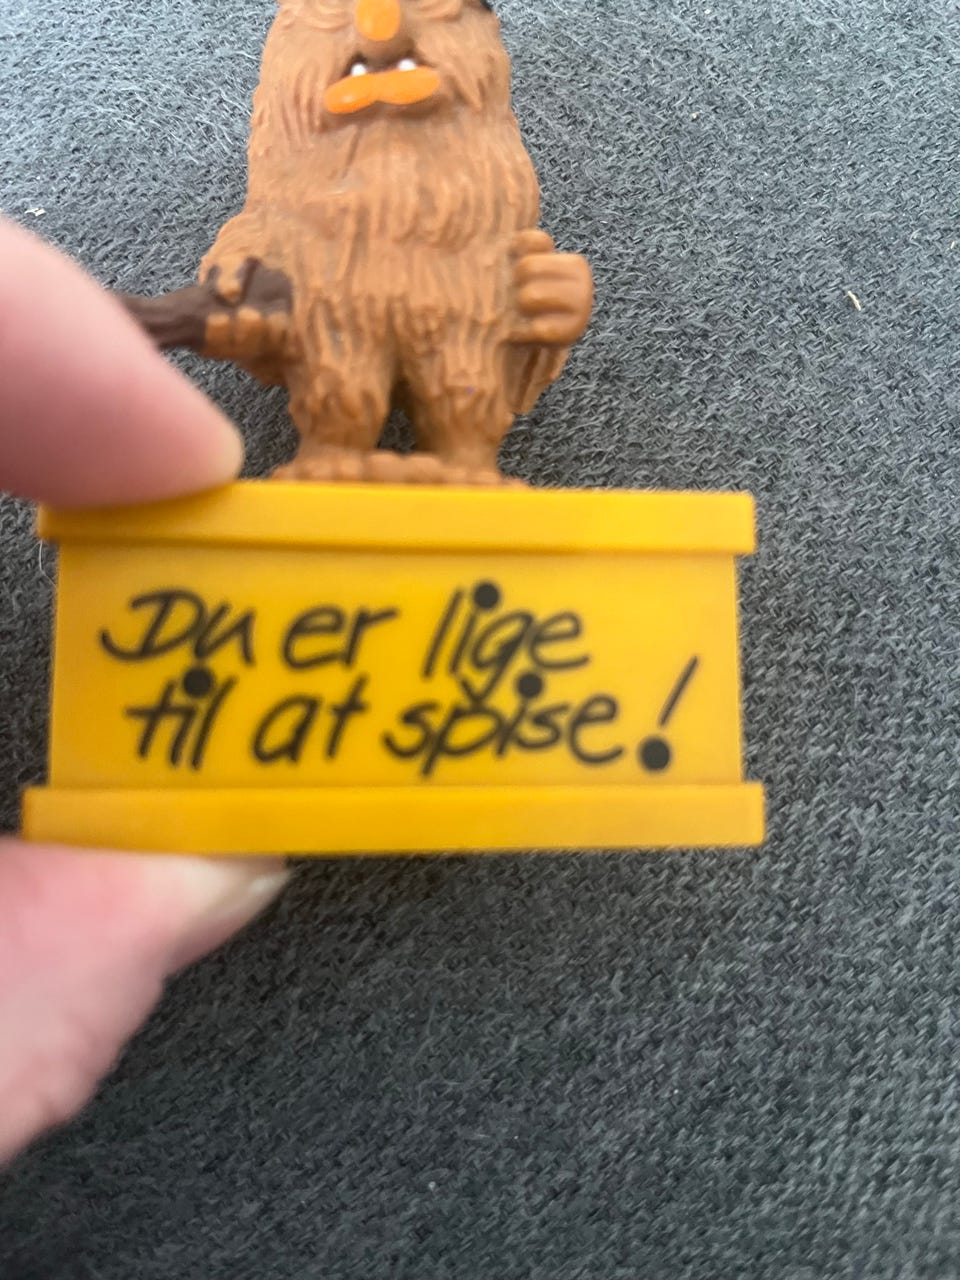 Du er lige
til at spise!